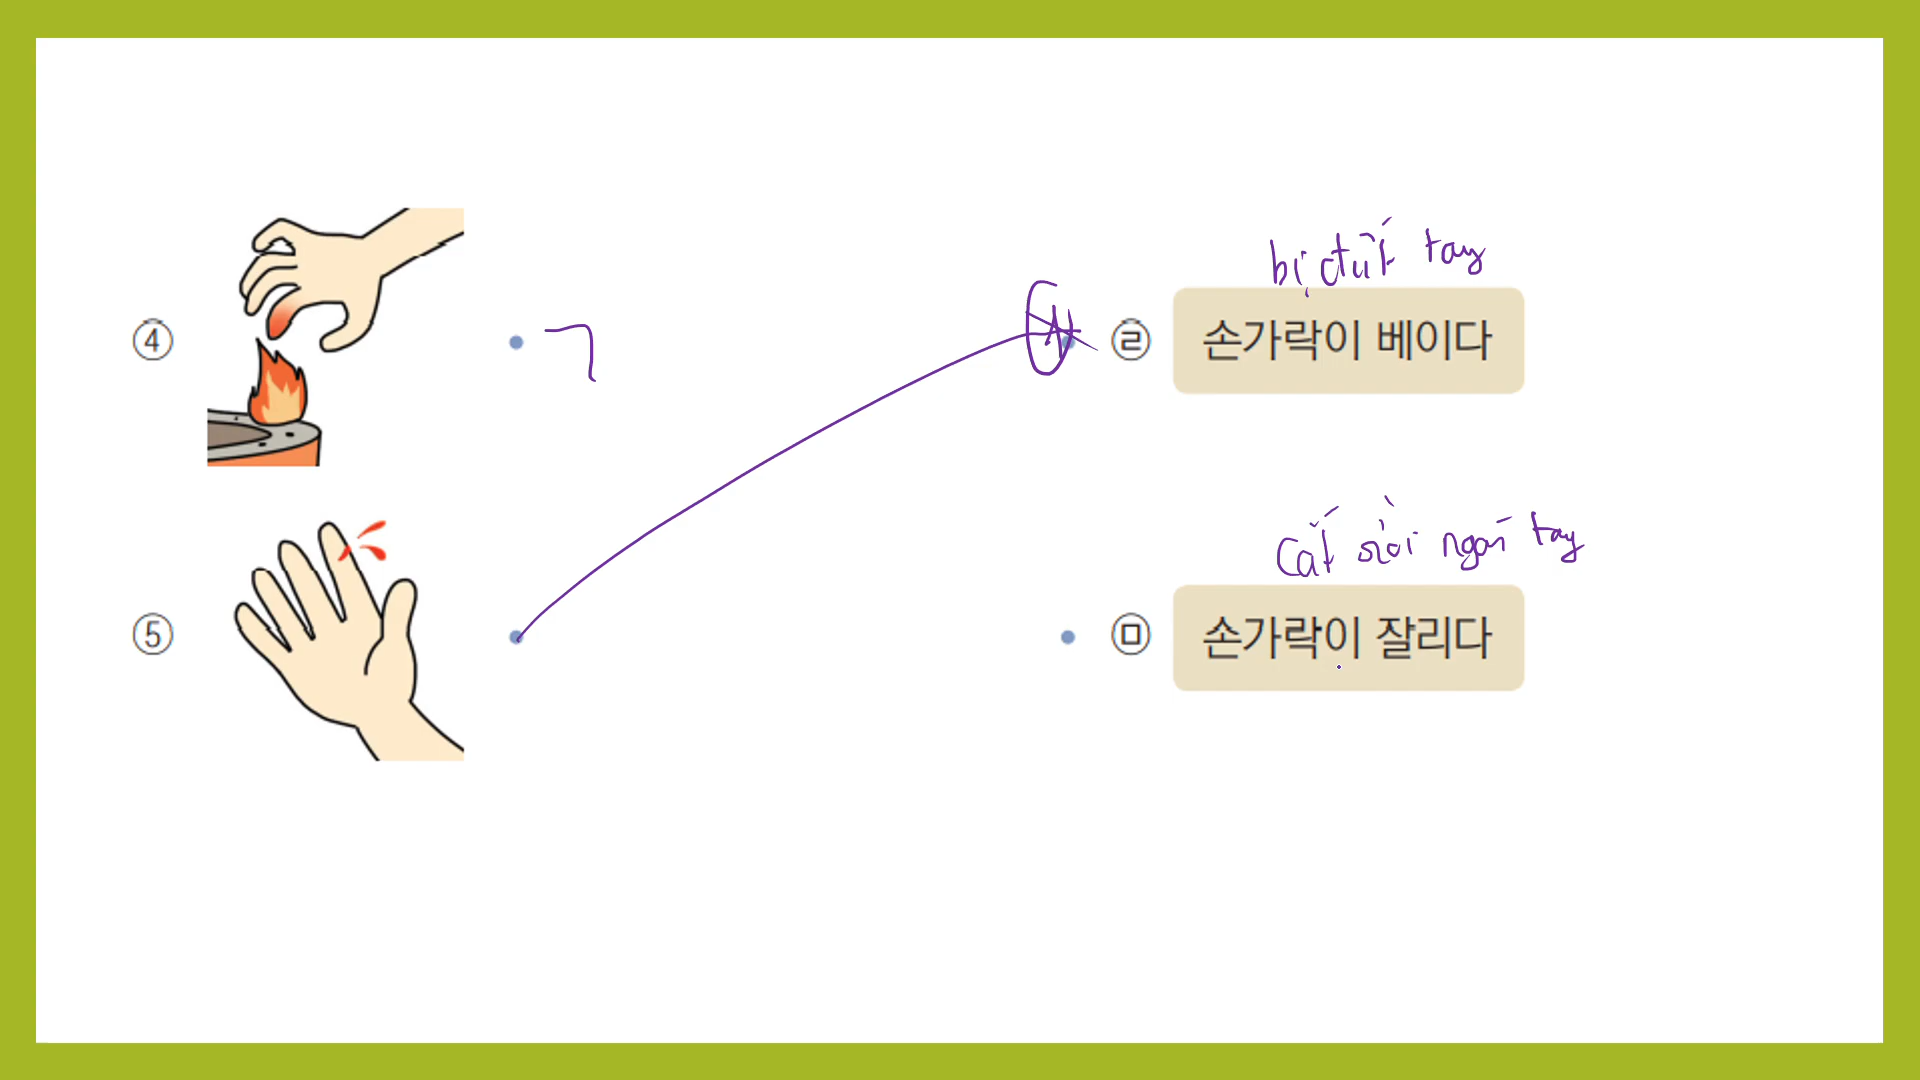 bị đứt tay
④ ㄱ ㄹ 손가락이 베이다
Cắt rời ngón tay
⑤ ㅁ 손가락이 잘리다